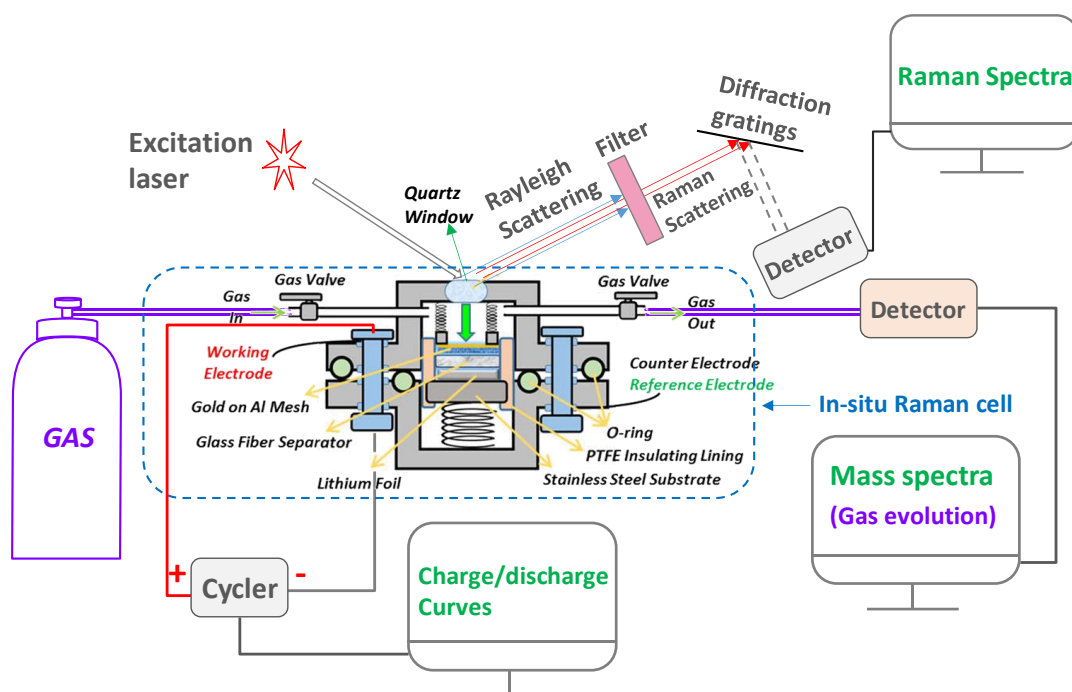 Raman Spectra
Diffraction
gratings
Filter
Excitation
laser
Rayleigh
Scattering
Raman
Scattering
Quartz
Window
Detector
Gas Valve
Gas Valve
Gas
In
Gas
Out
Detector
Working
Electrode
Counter Electrode
Reference Electrode
Gold on Al Mesh
In-situ Raman cell
GAS
Glass Fiber Separator
O-ring
PTFE Insulating Lining
Lithium Foil
Stainless Steel Substrate
Mass spectra
(Gas evolution)
+
-
Cycler
Charge/discharge
Curves